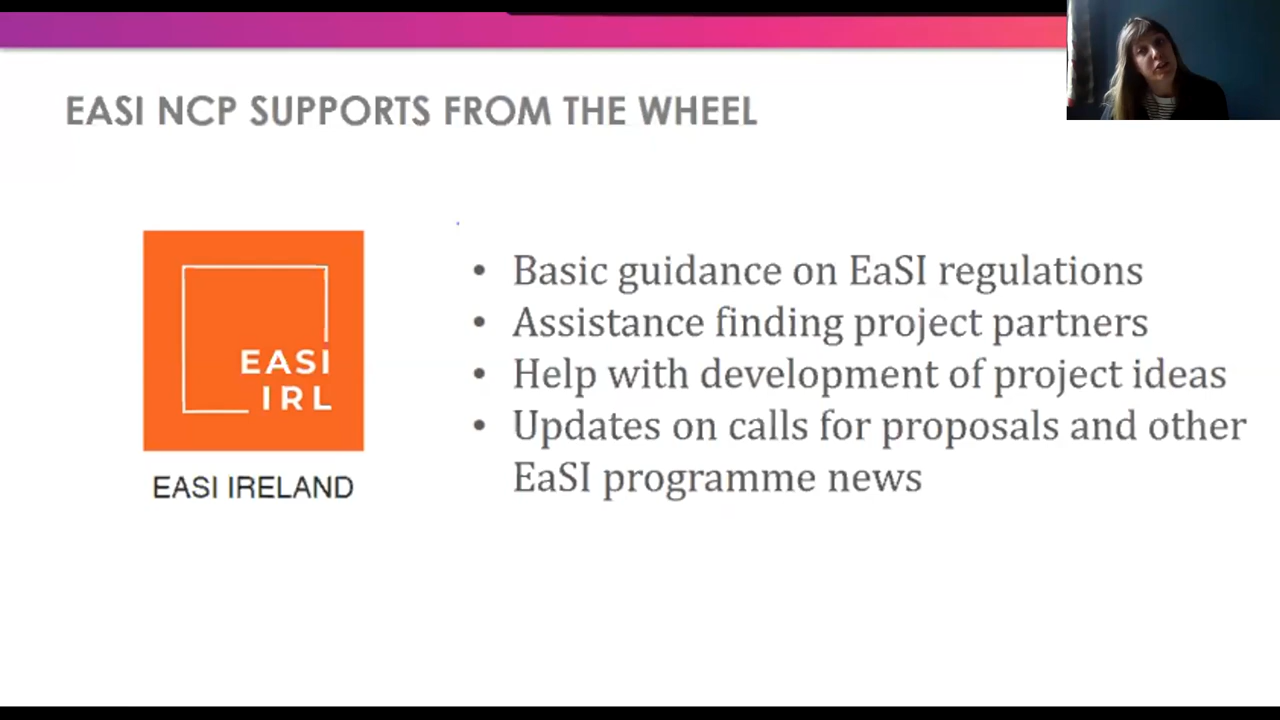 EASI NCP SUPPORTS FROM THE WHEEL
EASI
IRL
EASI IRELAND
• Basic guidance on EaSI regulations
• Assistance finding project partners
• Help with development of project ideas
• Updates on calls for proposals and other
EaSI programme news